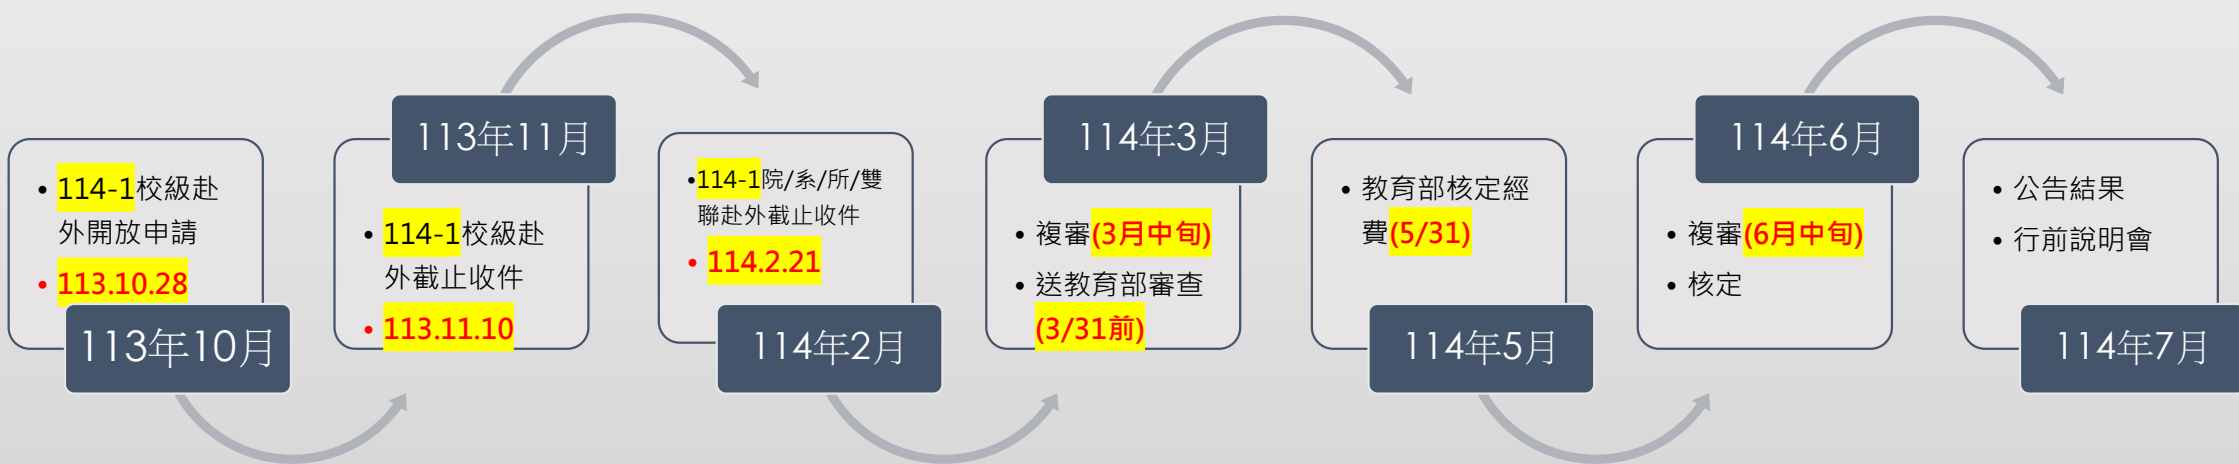 • 114-1校級赴
外開放申請
• 113.10.28
113年10月
113年11月
• 114-1校級赴
外截止收件
• 113.11.10
•114-1院/系/所/雙
聯赴外截止收件
• 114.2.21
114年2月
114年3月
• 複審(3月中旬)
• 送教育部審查
(3/31前)
• 教育部核定經
費(5/31)
114年5月
114年6月
• 複審(6月中旬)
• 核定
• 公告結果
• 行前說明會
114年7月